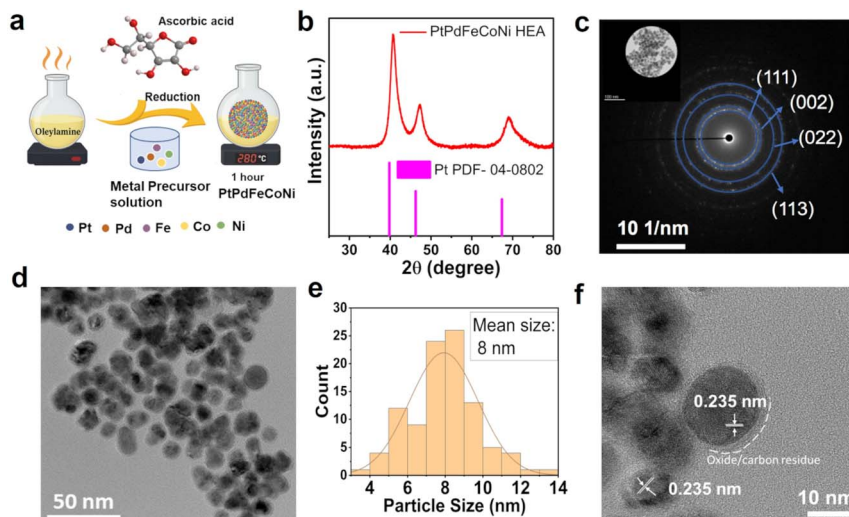 a
Ascorbic acid
Oleylamine
Reduction
Metal Precursor
solution
280 °C
1 hour
PtPdFeCoNi
Pt
Pd
Fe
Co
Ni
b
Intensity (a.u.)
PtPdFeCoNi HEA
Pt PDF- 04-0802
30 40 50 60 70 80
2θ (degree)
c
(111)
(002)
(022)
(113)
10 1/nm
d
50 nm
e
Count
30
25
20
15
10
5
0
Mean size:
8 nm
4 6 8 10 12 14
Particle Size (nm)
f
0.235 nm
Oxide/carbon residue
0.235 nm
10 nm